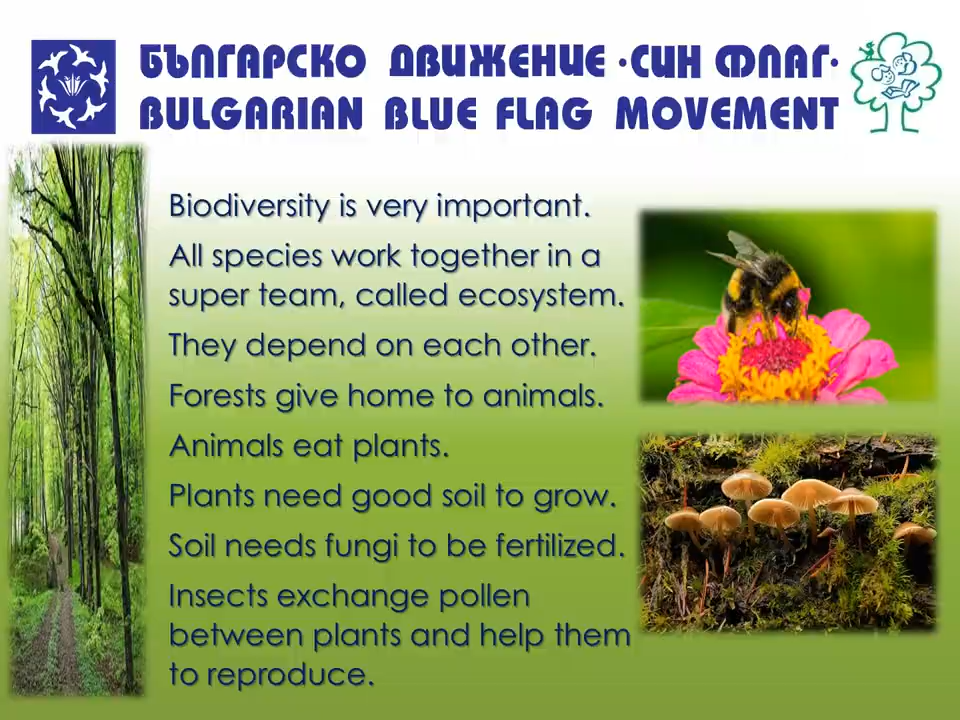 БЪЛГАРСКО ДВИЖЕНИЕ ·СИН ФЛАГ·
BULGARIAN BLUE FLAG MOVEMENT
Biodiversity is very important.
All species work together in a
super team, called ecosystem.
They depend on each other.
Forests give home to animals.
Animals eat plants.
Plants need good soil to grow.
Soil needs fungi to be fertilized.
Insects exchange pollen
between plants and help them
to reproduce.